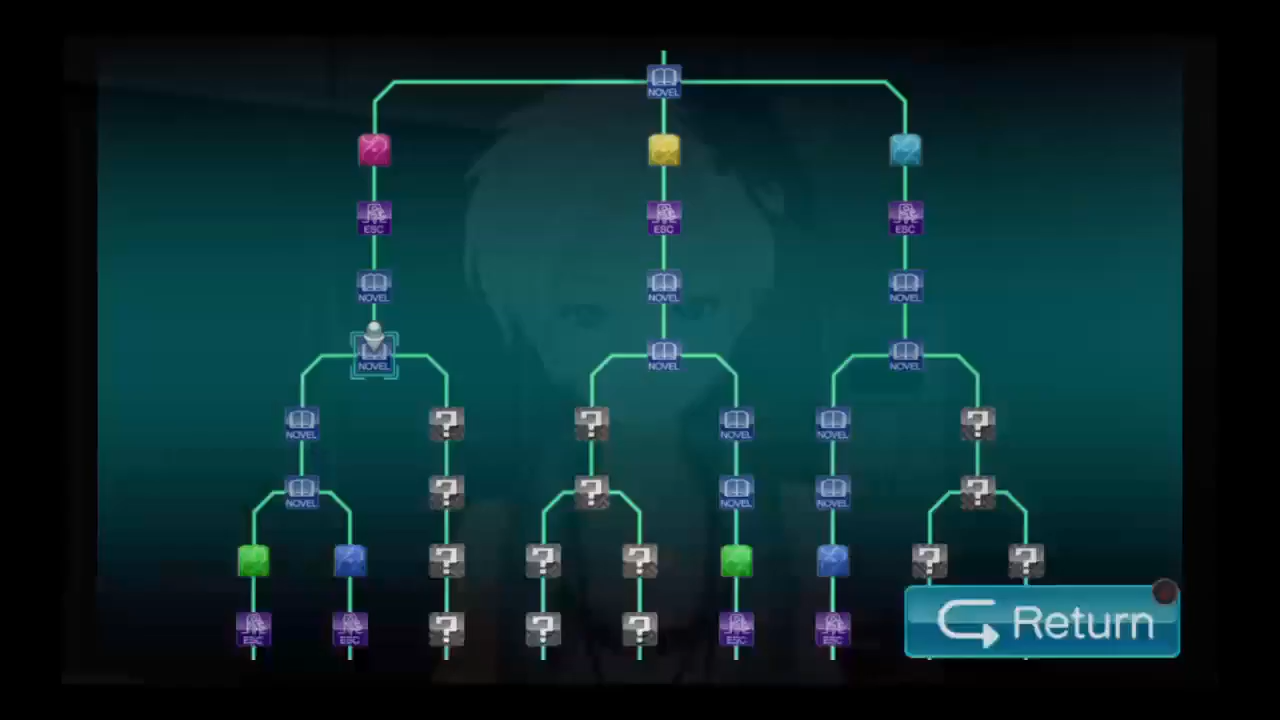 NOVEL
ESC ESC ESC
NOVEL NOVEL NOVEL
NOVEL NOVEL NOVEL
NOVEL ? ? NOVEL NOVEL ?
NOVEL ? ? NOVEL NOVEL ?
? ? ? ? ?
ESC ESC ? ? ? ESC ESC
Return